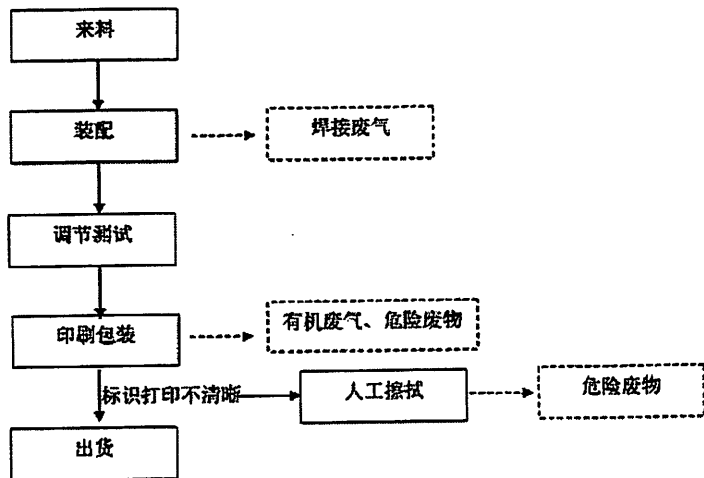 来料
装配
焊接废气
调节测试
印刷包装
有机废气、危险废物
标识打印不清晰
人工擦拭
危险废物
出货